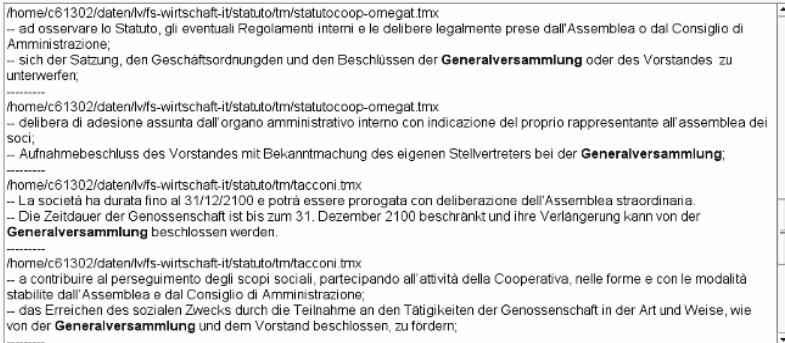 /home/c61302/daten/lv/fs-wirtschaft-it/statuto/tm/statutocoop-omegat.tmx
-- ad osservare lo Statuto, gli eventuali Regolamenti interni e le delibere legalmente prese dall'Assemblea o dal Consiglio di
Amministrazione;
-- sich der Satzung, den Geschäftsordnungden und den Beschlüssen der Generalversammlung oder des Vorstandes zu
unterwerfen;
---------
/home/c61302/daten/lv/fs-wirtschaft-it/statuto/tm/statutocoop-omegat.tmx
-- delibera di adesione assunta dall'organo amministrativo interno con indicazione del proprio rappresentante all'assemblea dei
soci;
-- Aufnahmebeschluss des Vorstandes mit Bekanntmachung des eigenen Stellvertreters bei der Generalversammlung;
---------
/home/c61302/daten/lv/fs-wirtschaft-it/statuto/tm/tacconi.tmx
-- La società ha durata fino al 31/12/2100 e potrà essere prorogata con deliberazione dell'Assemblea straordinaria.
-- Die Zeitdauer der Genossenschaft ist bis zum 31. Dezember 2100 beschränkt und ihre Verlängerung kann von der
Generalversammlung beschlossen werden.
---------
/home/c61302/daten/lv/fs-wirtschaft-it/statuto/tm/tacconi.tmx
-- a contribuire al perseguimento degli scopi sociali, partecipando all'attività della Cooperativa, nelle forme e con le modalità
stabilite dall'Assemblea e dal Consiglio di Amministrazione;
-- das Erreichen des sozialen Zwecks durch die Teilnahme an den Tätigkeiten der Genossenschaft in der Art und Weise, wie
von der Generalversammlung und dem Vorstand beschlossen, zu fördern;
---------